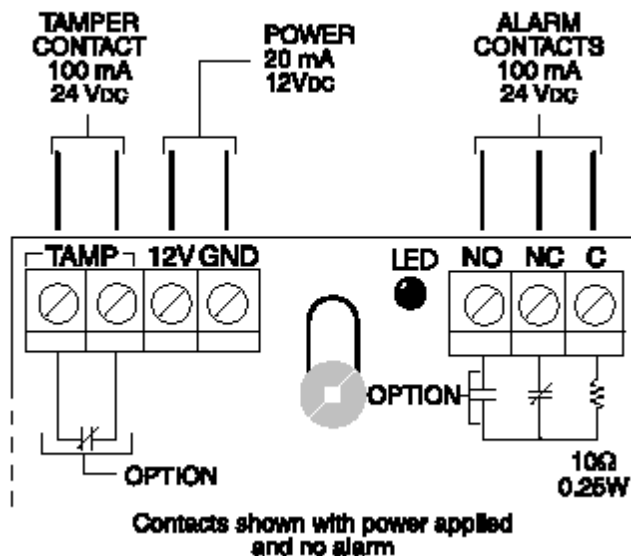 TAMPER
CONTACT
100 mA
24 VDC
POWER
20 mA
12VDC
ALARM
CONTACTS
100 mA
24 VDC
TAMP 12V GND
LED
NO NC C
OPTION
OPTION
10Ω
0.25W
Contacts shown with power applied
and no alarm